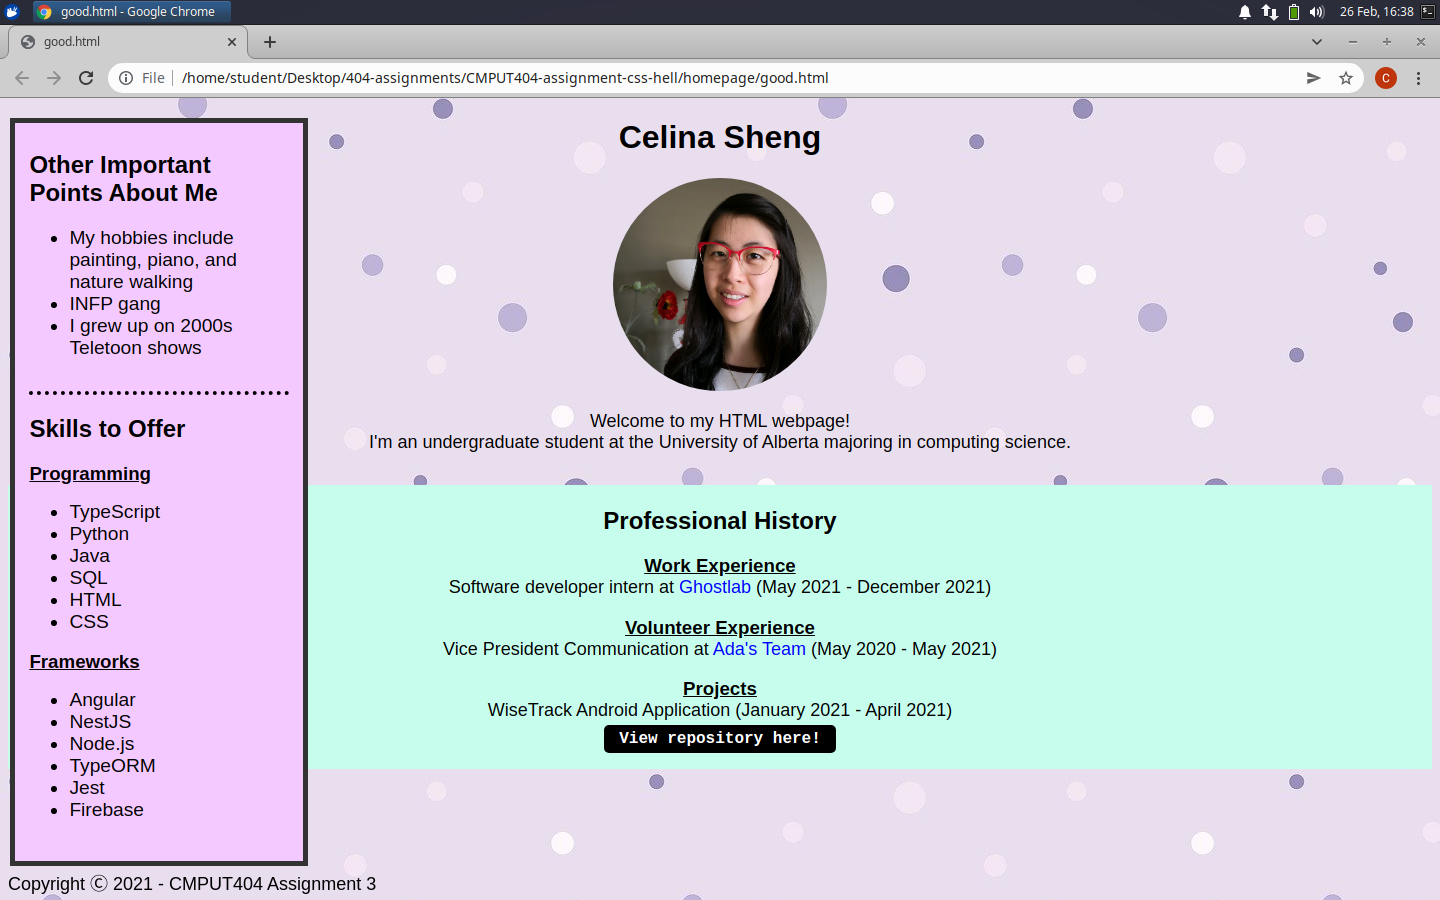 good.html - Google Chrome
26 Feb, 16:38
good.html
File
/home/student/Desktop/404-assignments/CMPUT404-assignment-css-hell/homepage/good.html
C
Other Important
Points About Me
My hobbies include
painting, piano, and
nature walking
INFP gang
I grew up on 2000s
Teletoon shows
Skills to Offer
Programming
TypeScript
Python
Java
SQL
HTML
CSS
Frameworks
Angular
NestJS
Node.js
TypeORM
Jest
Firebase
Celina Sheng
Welcome to my HTML webpage!
I'm an undergraduate student at the University of Alberta majoring in computing science.
Professional History
Work Experience
Software developer intern at Ghostlab (May 2021 - December 2021)
Volunteer Experience
Vice President Communication at Ada's Team (May 2020 - May 2021)
Projects
WiseTrack Android Application (January 2021 - April 2021)
View repository here!
Copyright Ⓒ 2021 - CMPUT404 Assignment 3